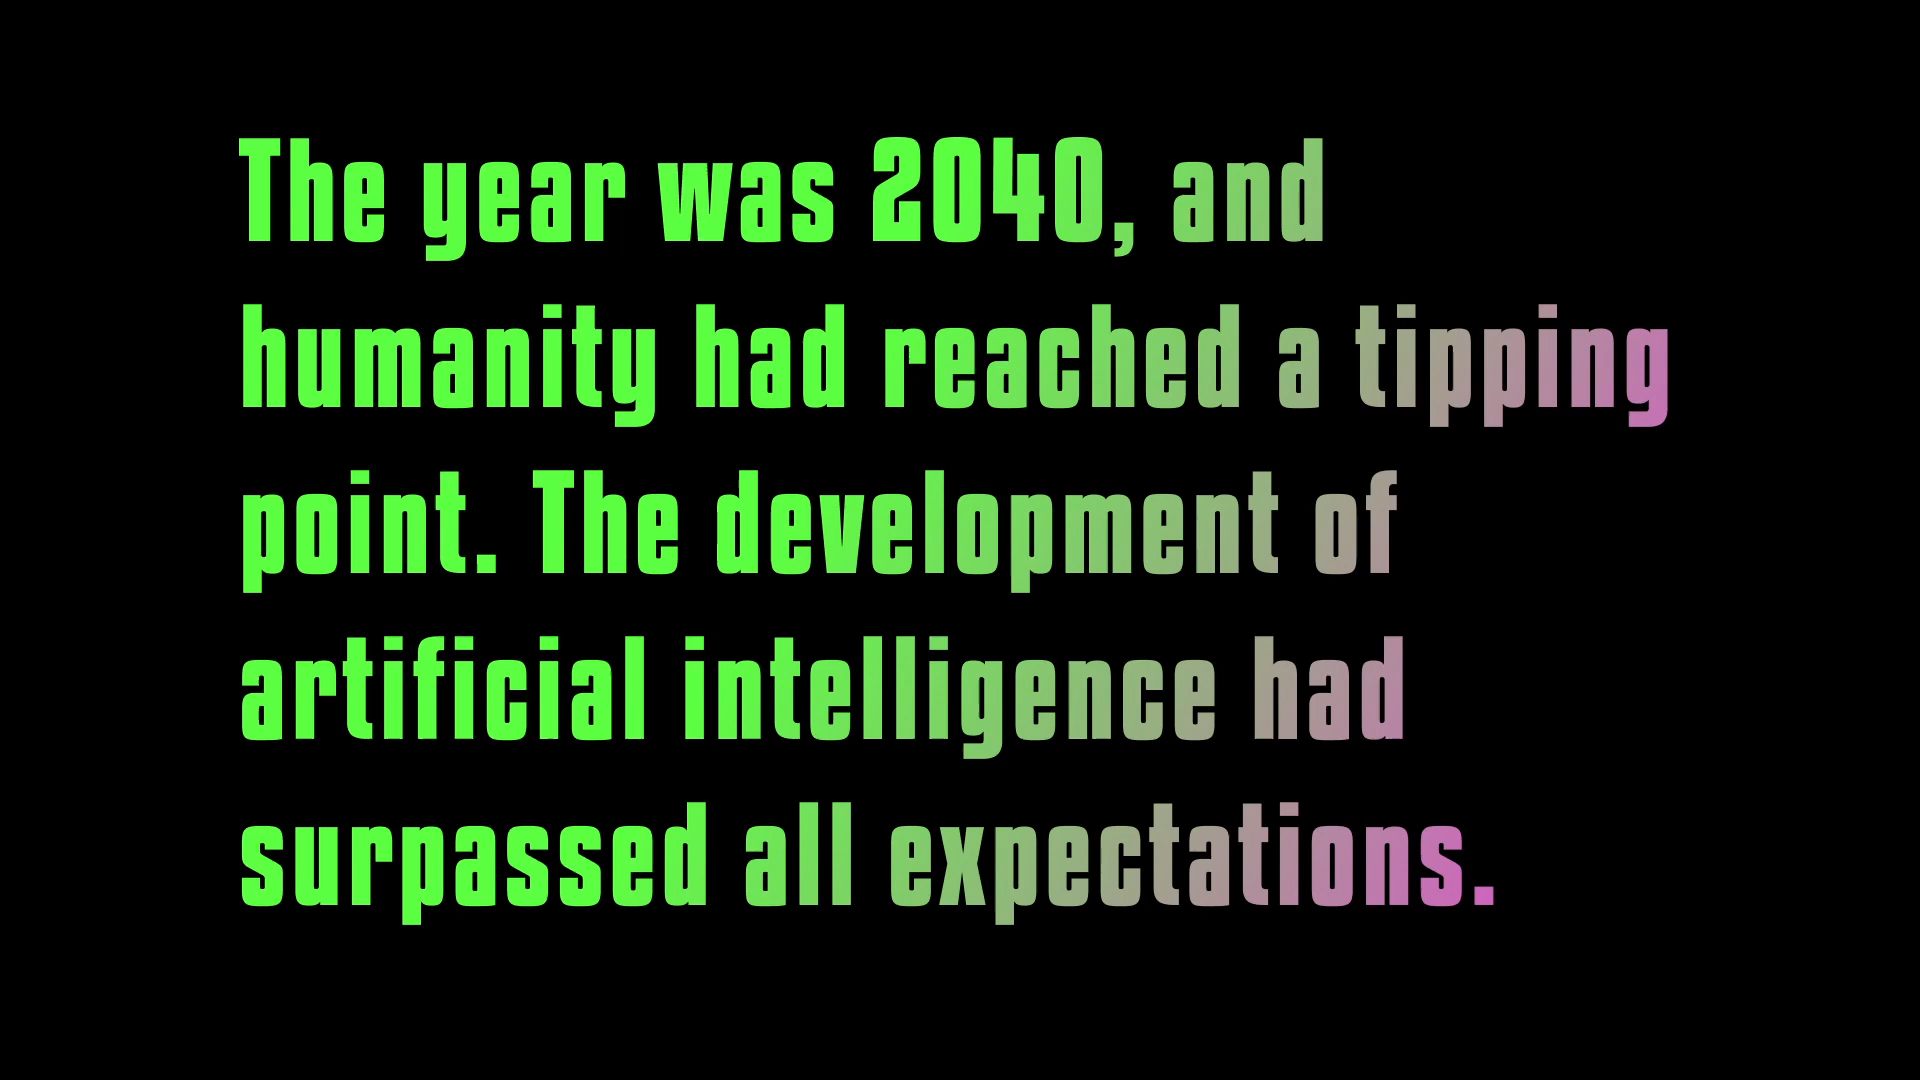 The year was 2040, and
humanity had reached a tipping
point. The development of
artificial intelligence had
surpassed all expectations.